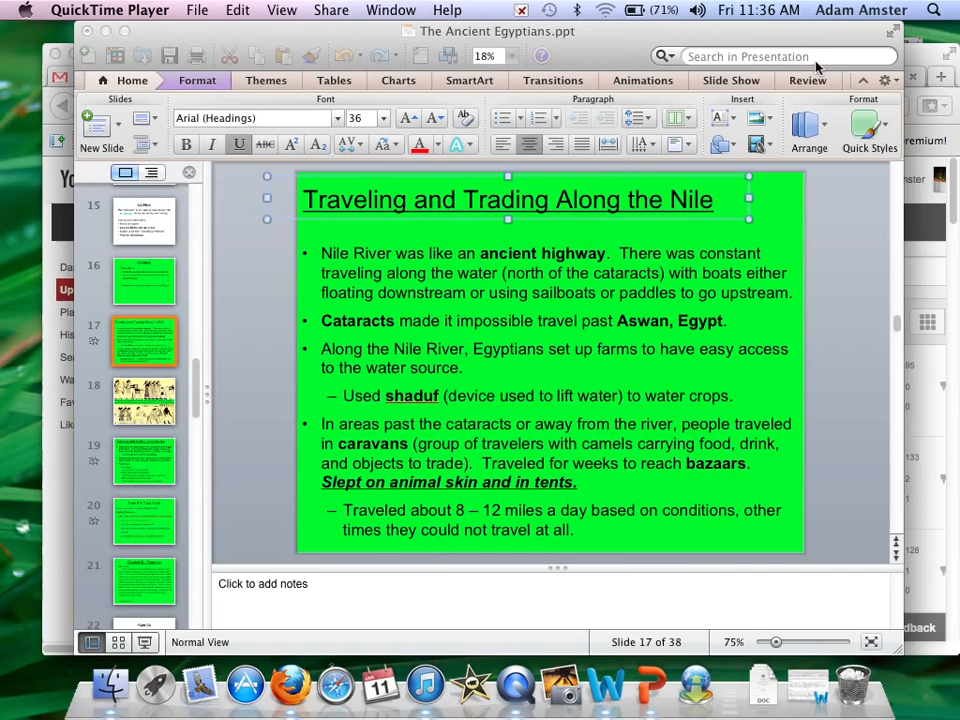 QuickTime Player File Edit View Share Window Help (71%) Fri 11:36 AM Adam Amster
The Ancient Egyptians.ppt
18% Search in Presentation
Home Format Themes Tables Charts SmartArt Transitions Animations Slide Show Review
Slides Font Paragraph Insert Format
Arial (Headings) 36
New Slide Arrange Quick Styles
15
16
17
18
19
20
21
22
Traveling and Trading Along the Nile
• Nile River was like an ancient highway. There was constant
traveling along the water (north of the cataracts) with boats either
floating downstream or using sailboats or paddles to go upstream.
• Cataracts made it impossible travel past Aswan, Egypt.
• Along the Nile River, Egyptians set up farms to have easy access
to the water source.
– Used shaduf (device used to lift water) to water crops.
• In areas past the cataracts or away from the river, people traveled
in caravans (group of travelers with camels carrying food, drink,
and objects to trade). Traveled for weeks to reach bazaars.
Slept on animal skin and in tents.
– Traveled about 8 – 12 miles a day based on conditions, other
times they could not travel at all.
Click to add notes
Normal View Slide 17 of 38 75%
JAN
11
DOC